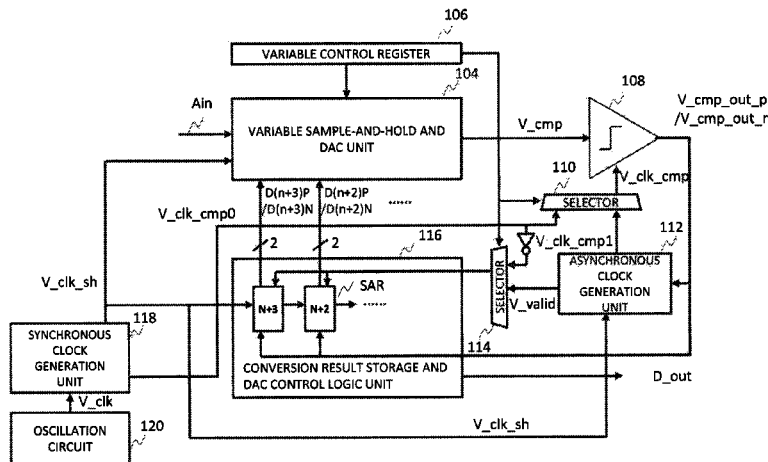 106
VARIABLE CONTROL REGISTER
104
108
Ain
V_cmp_out_p
/V_cmp_out_n
VARIABLE SAMPLE-AND-HOLD AND
DAC UNIT
V_cmp
110
V_clk_cmp
SELECTOR
D(n+3)P
/D(n+3)N
D(n+2)P
/D(n+2)N
......
V_clk_cmp0
2
2
116
V_clk_cmp1
112
V_clk_sh
SELECTOR
ASYNCHRONOUS
CLOCK
GENERATION
UNIT
N+3
N+2
SAR
......
V_valid
118
SYNCHRONOUS
CLOCK
GENERATION
UNIT
114
CONVERSION RESULT STORAGE AND
DAC CONTROL LOGIC UNIT
D_out
V_clk
V_clk_sh
OSCILLATION
CIRCUIT
120